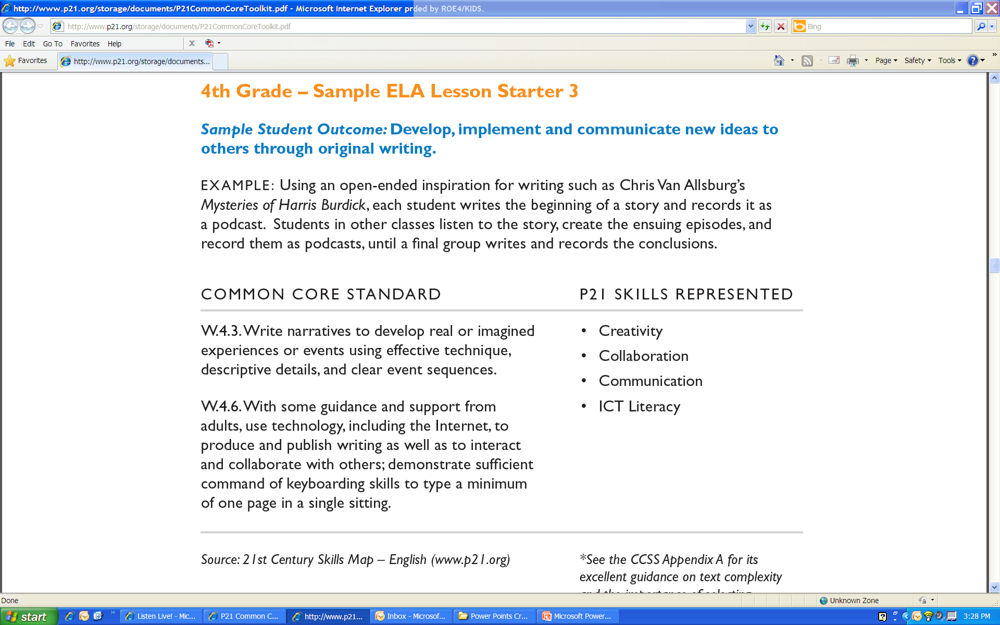 http://www.p21.org/storage/documents/P21CommonCoreToolkit.pdf - Microsoft Internet Explorer prded by ROE4/KIDS.
http://www.p21.org/storage/documents/P21CommonCoreToolkit.pdf
Bing
File Edit Go To Favorites Help
x
Favorites
http://www.p21.org/storage/documents...
Page Safety Tools
4th Grade – Sample ELA Lesson Starter 3
Sample Student Outcome: Develop, implement and communicate new ideas to
others through original writing.
EXAMPLE: Using an open-ended inspiration for writing such as Chris Van Allsburg's
Mysteries of Harris Burdick, each student writes the beginning of a story and records it as
a podcast. Students in other classes listen to the story, create the ensuing episodes, and
record them as podcasts, until a final group writes and records the conclusions.
COMMON CORE STANDARD
W.4.3. Write narratives to develop real or imagined
experiences or events using effective technique,
descriptive details, and clear event sequences.
W.4.6. With some guidance and support from
adults, use technology, including the Internet, to
produce and publish writing as well as to interact
and collaborate with others; demonstrate sufficient
command of keyboarding skills to type a minimum
of one page in a single sitting.
P21 SKILLS REPRESENTED
• Creativity
• Collaboration
• Communication
• ICT Literacy
Source: 21st Century Skills Map – English (www.p21.org)
*See the CCSS Appendix A for its
excellent guidance on text complexity
Done
Unknown Zone
start
Listen Live! - Mic...
P21 Common C...
http://www.p21...
Inbox - Microsof...
Power Points Cr...
Microsoft Power...
3:28 PM